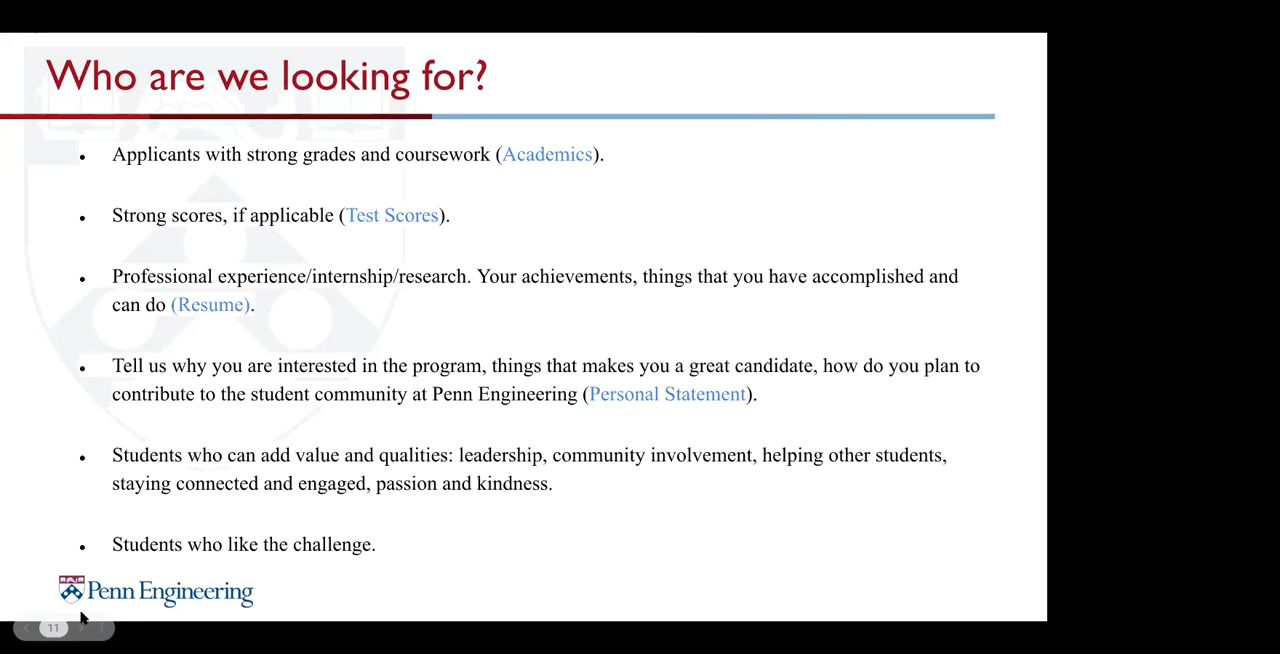 Who are we looking for?
• Applicants with strong grades and coursework (Academics).
• Strong scores, if applicable (Test Scores).
• Professional experience/internship/research. Your achievements, things that you have accomplished and
can do (Resume).
• Tell us why you are interested in the program, things that makes you a great candidate, how do you plan to
contribute to the student community at Penn Engineering (Personal Statement).
• Students who can add value and qualities: leadership, community involvement, helping other students,
staying connected and engaged, passion and kindness.
• Students who like the challenge.
Penn Engineering
11